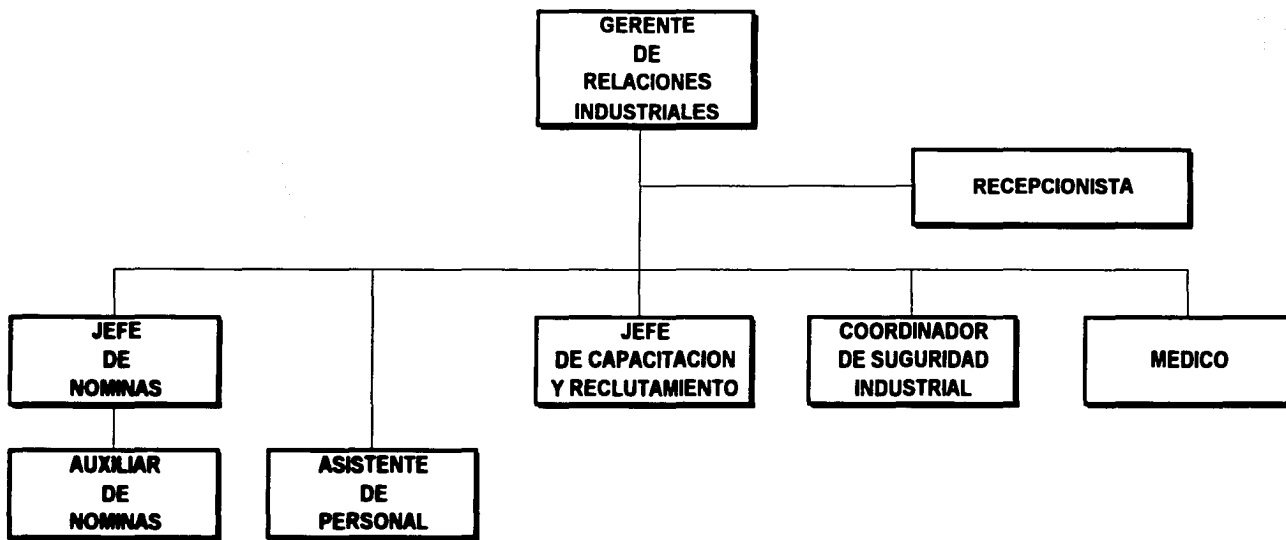 GERENTE
DE
RELACIONES
INDUSTRIALES
RECEPCIONISTA
JEFE
DE
NOMINAS
JEFE
DE CAPACITACION
Y RECLUTAMIENTO
COORDINADOR
DE SUGURIDAD
INDUSTRIAL
MEDICO
AUXILIAR
DE
NOMINAS
ASISTENTE
DE
PERSONAL